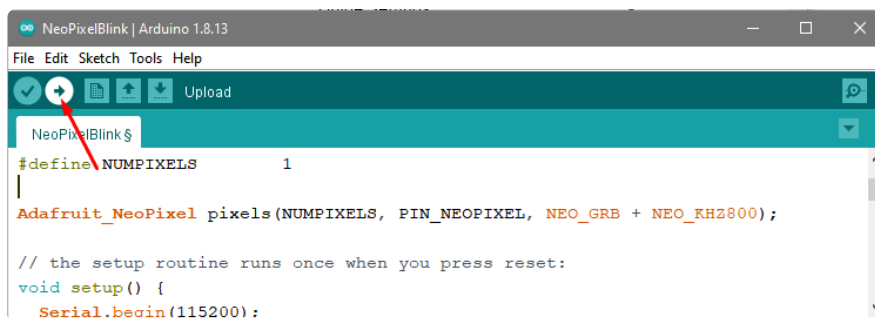 NeoPixelBlink | Arduino 1.8.13
File Edit Sketch Tools Help
Upload
NeoPixelBlink §
#define NUMPIXELS        1
Adafruit_NeoPixel pixels(NUMPIXELS, PIN_NEOPIXEL, NEO_GRB + NEO_KHZ800);
// the setup routine runs once when you press reset:
void setup() {
  Serial.begin(115200);